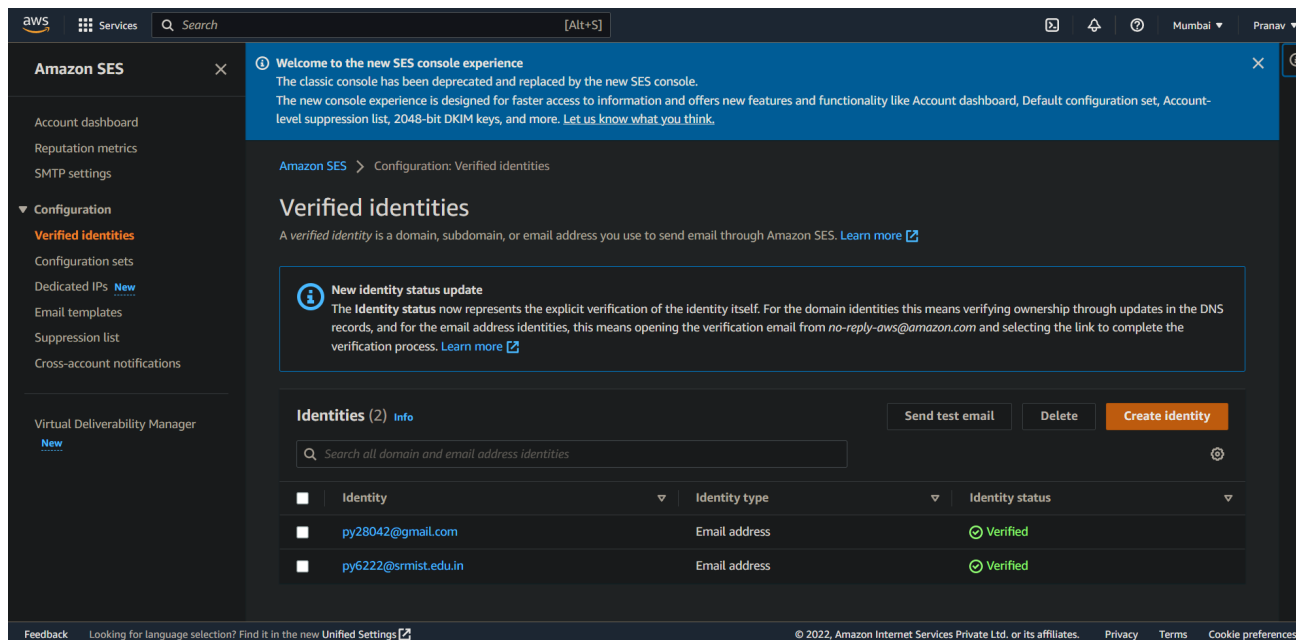 aws Services Search [Alt+S] Mumbai Pranav
Amazon SES
Account dashboard
Reputation metrics
SMTP settings
Configuration
Verified identities
Configuration sets
Dedicated IPs New
Email templates
Suppression list
Cross-account notifications
Virtual Deliverability Manager
New
Welcome to the new SES console experience
The classic console has been deprecated and replaced by the new SES console.
The new console experience is designed for faster access to information and offers new features and functionality like Account dashboard, Default configuration set, Account-
level suppression list, 2048-bit DKIM keys, and more. Let us know what you think.
Amazon SES > Configuration: Verified identities
Verified identities
A verified identity is a domain, subdomain, or email address you use to send email through Amazon SES. Learn more
New identity status update
The Identity status now represents the explicit verification of the identity itself. For the domain identities this means verifying ownership through updates in the DNS
records, and for the email address identities, this means opening the verification email from no-reply-aws@amazon.com and selecting the link to complete the
verification process. Learn more
Identities (2) Info Send test email Delete Create identity
Search all domain and email address identities
Identity Identity type Identity status
py28042@gmail.com Email address Verified
py6222@srmist.edu.in Email address Verified
Feedback Looking for language selection? Find it in the new Unified Settings © 2022, Amazon Internet Services Private Ltd. or its affiliates. Privacy Terms Cookie preferences